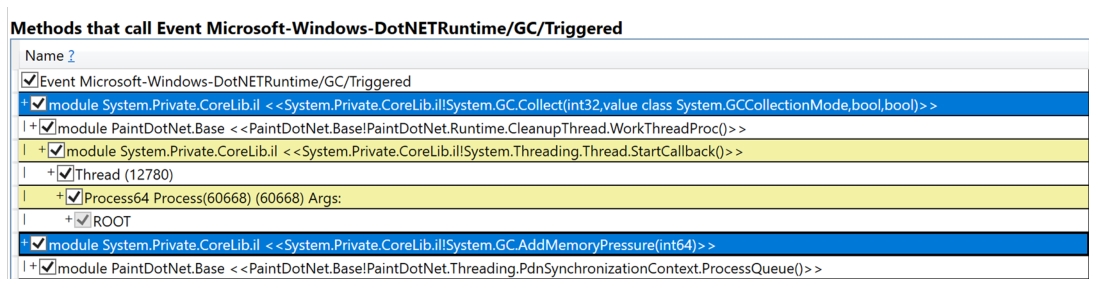 Methods that call Event Microsoft-Windows-DotNETRuntime/GC/Triggered
Name ?
Event Microsoft-Windows-DotNETRuntime/GC/Triggered
+ module System.Private.CoreLib.il <<System.Private.CoreLib.il!System.GC.Collect(int32,value class System.GCCollectionMode,bool,bool)>>
|+ module PaintDotNet.Base <<PaintDotNet.Base!PaintDotNet.Runtime.CleanupThread.WorkThreadProc()>>
| + module System.Private.CoreLib.il <<System.Private.CoreLib.il!System.Threading.Thread.StartCallback()>>
| + Thread (12780)
| + Process64 Process(60668) (60668) Args:
| + ROOT
+ module System.Private.CoreLib.il <<System.Private.CoreLib.il!System.GC.AddMemoryPressure(int64)>>
|+ module PaintDotNet.Base <<PaintDotNet.Base!PaintDotNet.Threading.PdnSynchronizationContext.ProcessQueue()>>